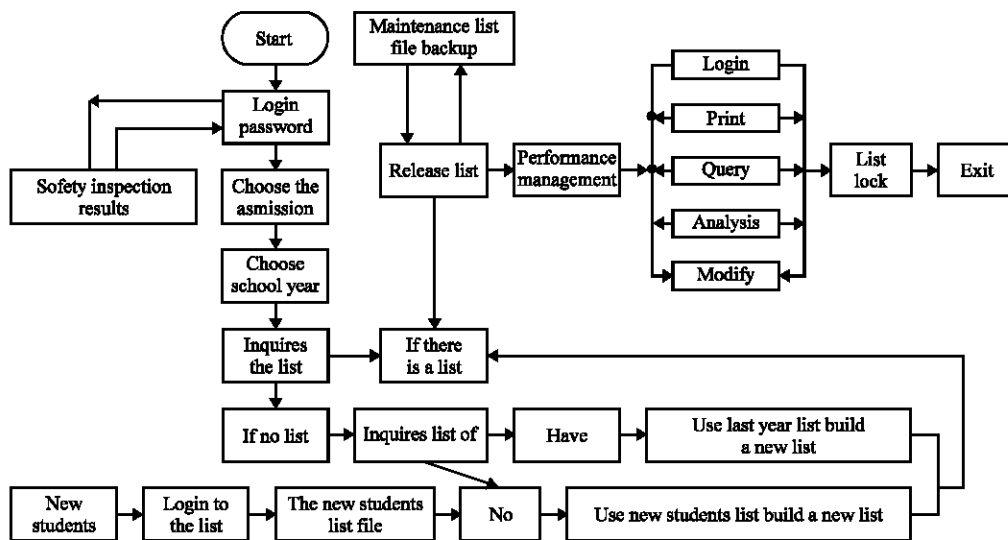 Start
Maintenance list
file backup
Login
password
Safety inspection
results
Choose the
asmission
Choose
school year
Release list
Performance
management
Login
Print
Query
Analysis
Modify
List
lock
Exit
Inquires
the list
If there
is a list
If no list
Inquires list of
Have
Use last year list build
a new list
New
students
Login to
the list
The new students
list file
No
Use new students list build a new list